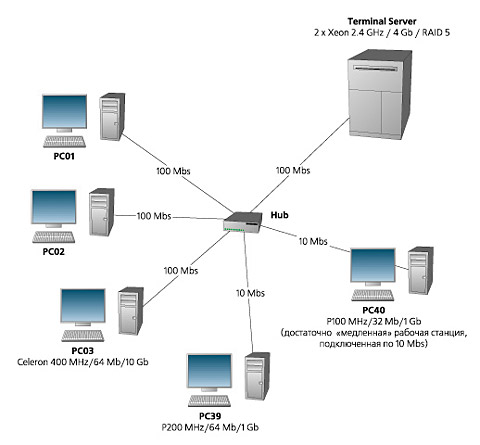 Terminal Server
2 x Xeon 2.4 GHz / 4 Gb / RAID 5
PC01
100 Mbs
100 Mbs
PC02
100 Mbs
Hub
10 Mbs
100 Mbs
10 Mbs
PC03
Celeron 400 MHz/64 Mb/10 Gb
PC40
P100 MHz/32 Mb/1 Gb
(достаточно «медленная» рабочая станция,
подключенная по 10 Mbs)
PC39
P200 MHz/64 Mb/1 Gb